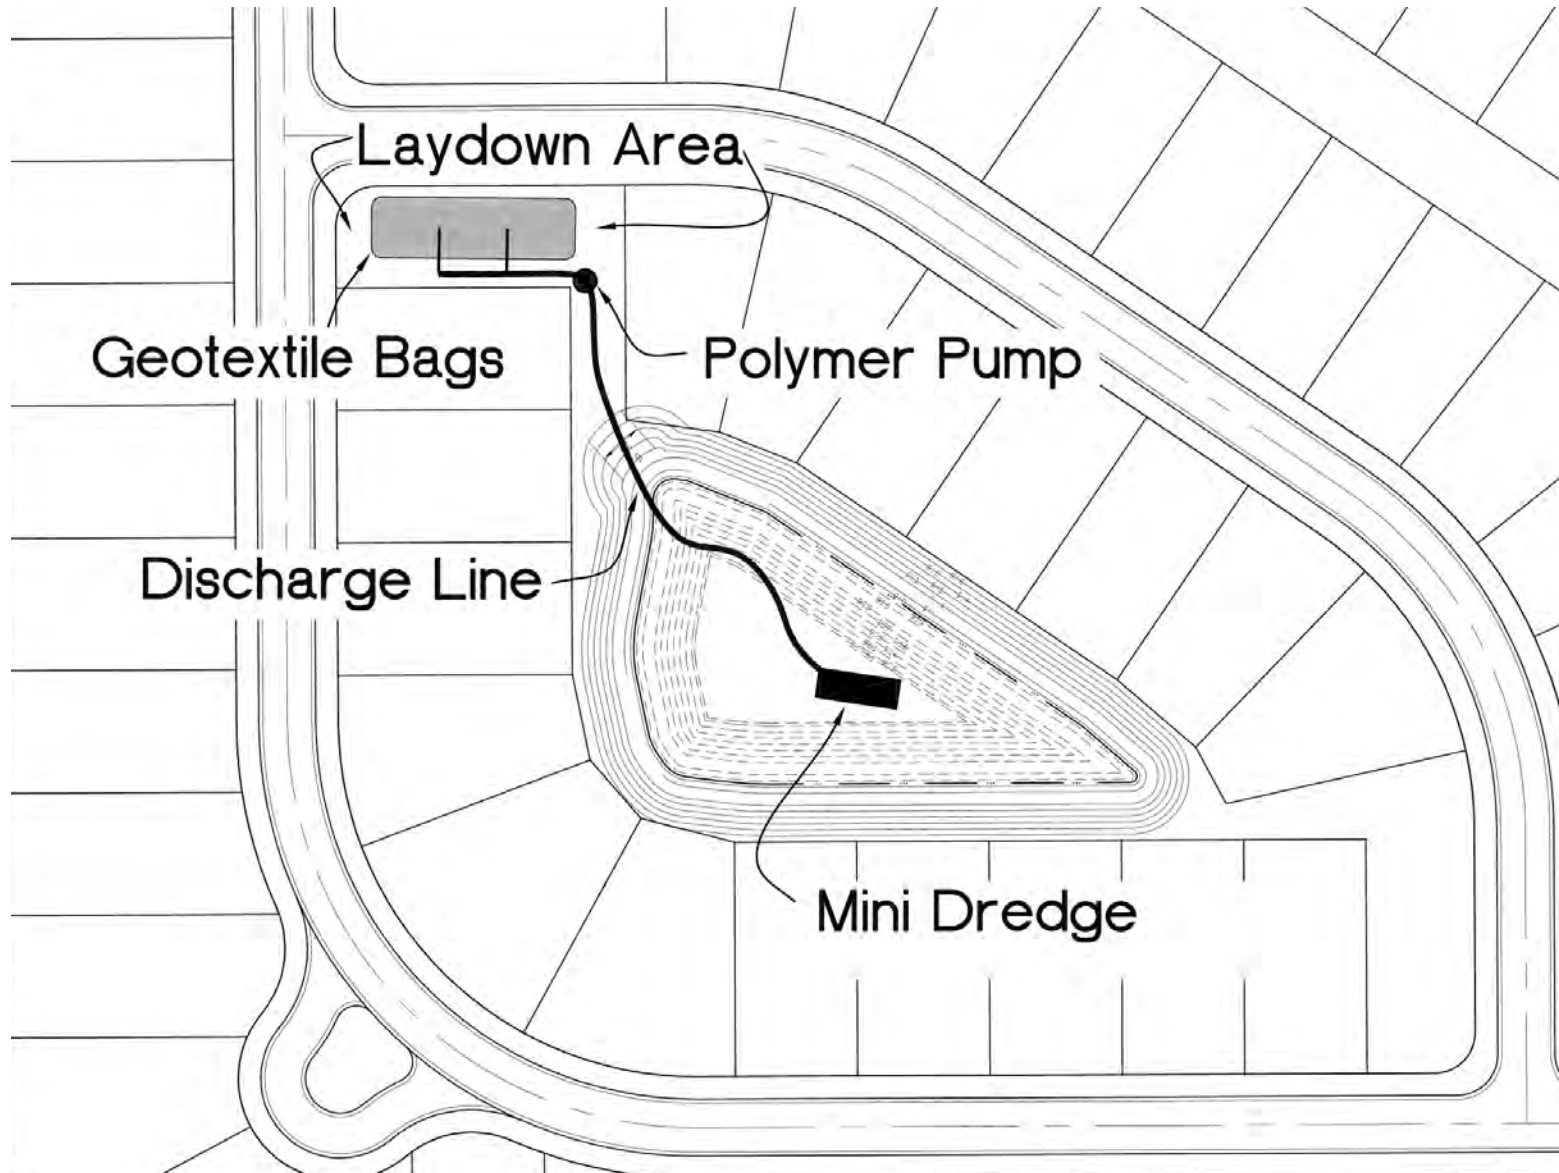 Laydown Area
Geotextile Bags
Polymer Pump
Discharge Line
Mini Dredge